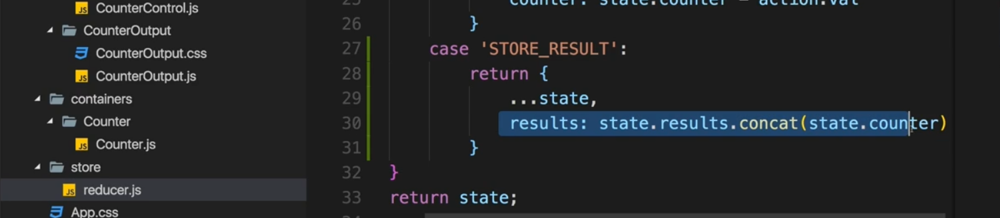 CounterControl.js
CounterOutput
CounterOutput.css
CounterOutput.js
containers
Counter
Counter.js
store
reducer.js
App.css
25 counter: state.counter - action.val
26 }
27 case 'STORE_RESULT':
28 return {
29 ...state,
30 results: state.results.concat(state.counter)
31 }
32 }
33 return state;